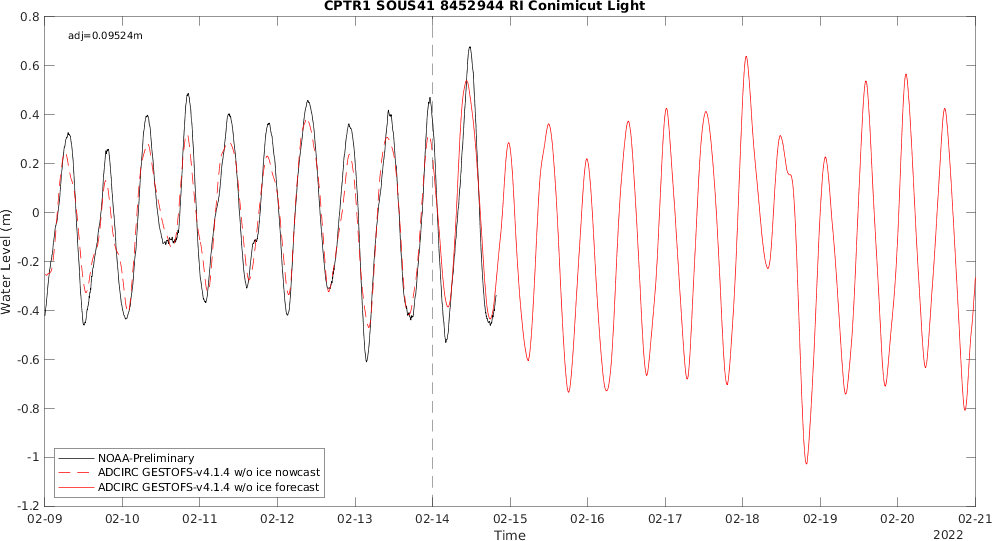 CPTR1 SOUS41 8452944 RI Conimicut Light
adj=0.09524m
0.8
0.6
0.4
0.2
0
-0.2
-0.4
-0.6
-0.8
-1
-1.2
Water Level (m)
NOAA-Preliminary
ADCIRC GESTOFS-v4.1.4 w/o ice nowcast
ADCIRC GESTOFS-v4.1.4 w/o ice forecast
02-09 02-10 02-11 02-12 02-13 02-14 02-15 02-16 02-17 02-18 02-19 02-20 02-21
Time
2022